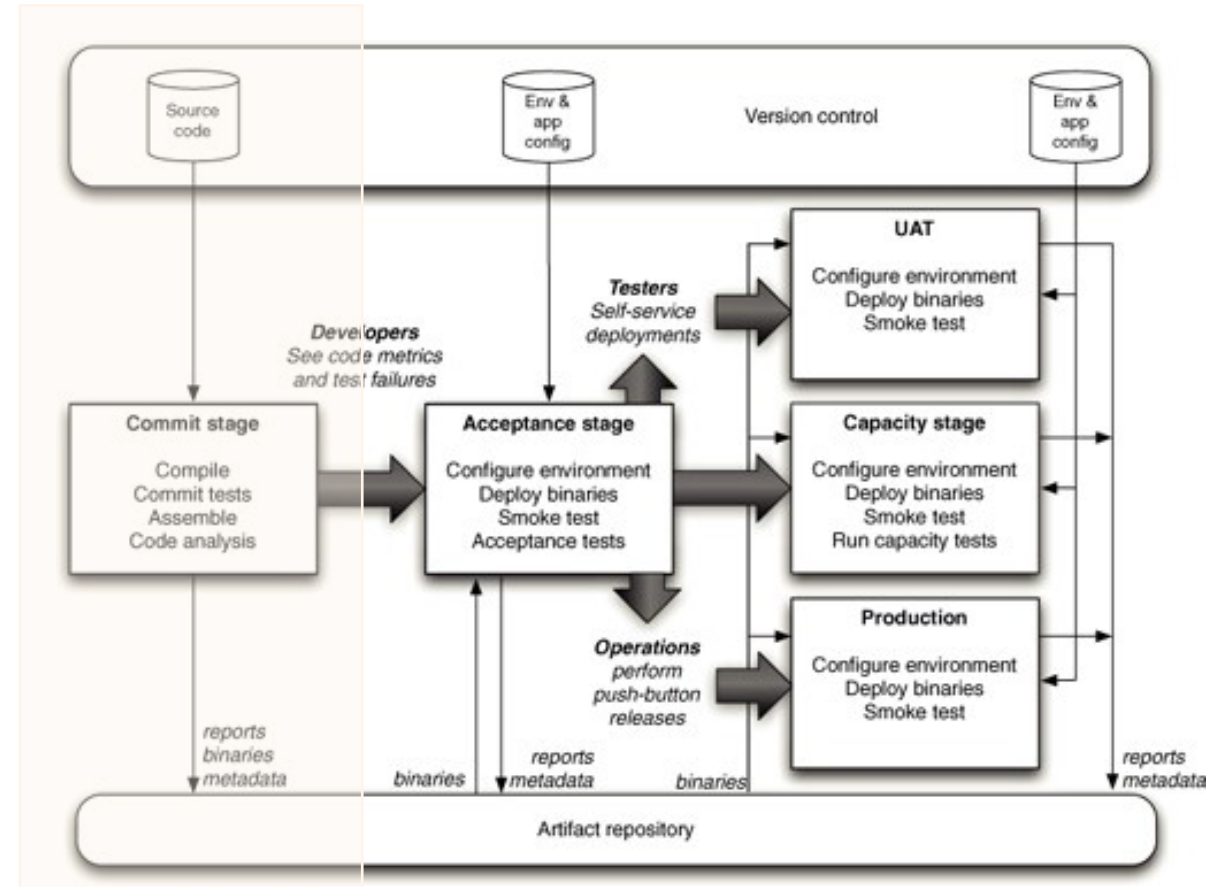 Source
code
Env &
app
config
Version control
Env &
app
config
UAT
Configure environment
Deploy binaries
Smoke test
Testers
Self-service
deployments
Developers
See code metrics
and test failures
Commit stage
Compile
Commit tests
Assemble
Code analysis
Acceptance stage
Configure environment
Deploy binaries
Smoke test
Acceptance tests
Capacity stage
Configure environment
Deploy binaries
Smoke test
Run capacity tests
Operations
perform
push-button
releases
Production
Configure environment
Deploy binaries
Smoke test
reports
binaries
metadata
binaries
reports
metadata
binaries
reports
metadata
Artifact repository